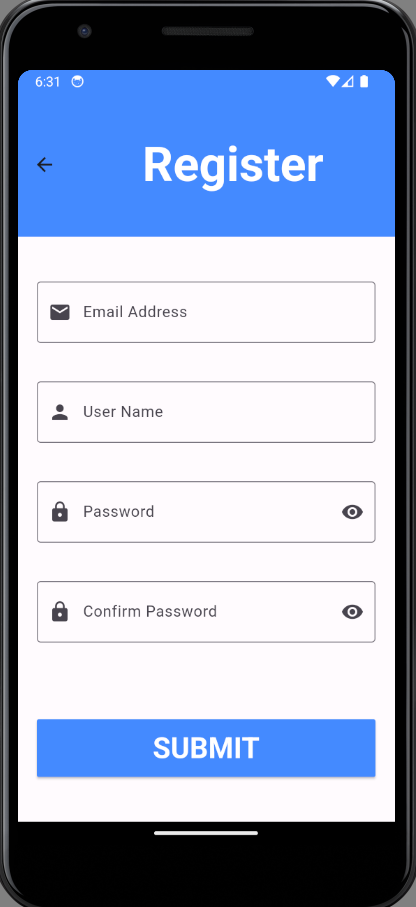 6:31
Register
Email Address
User Name
Password
Confirm Password
SUBMIT